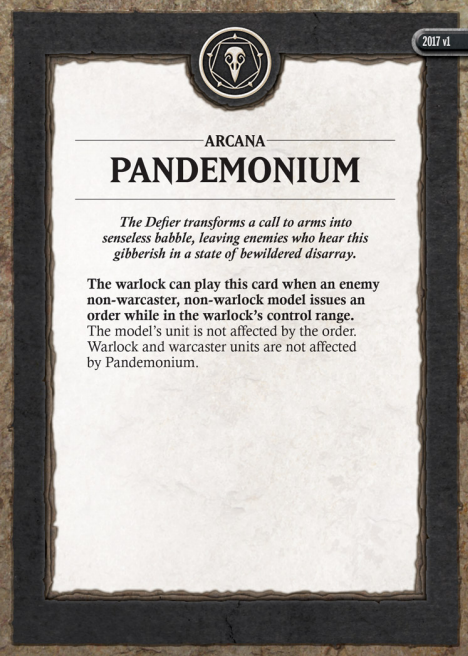 2017 v1
ARCANA
PANDEMONIUM
The Defier transforms a call to arms into
senseless babble, leaving enemies who hear this
gibberish in a state of bewildered disarray.
The warlock can play this card when an enemy
non-warcaster, non-warlock model issues an
order while in the warlock's control range.
The model's unit is not affected by the order.
Warlock and warcaster units are not affected
by Pandemonium.